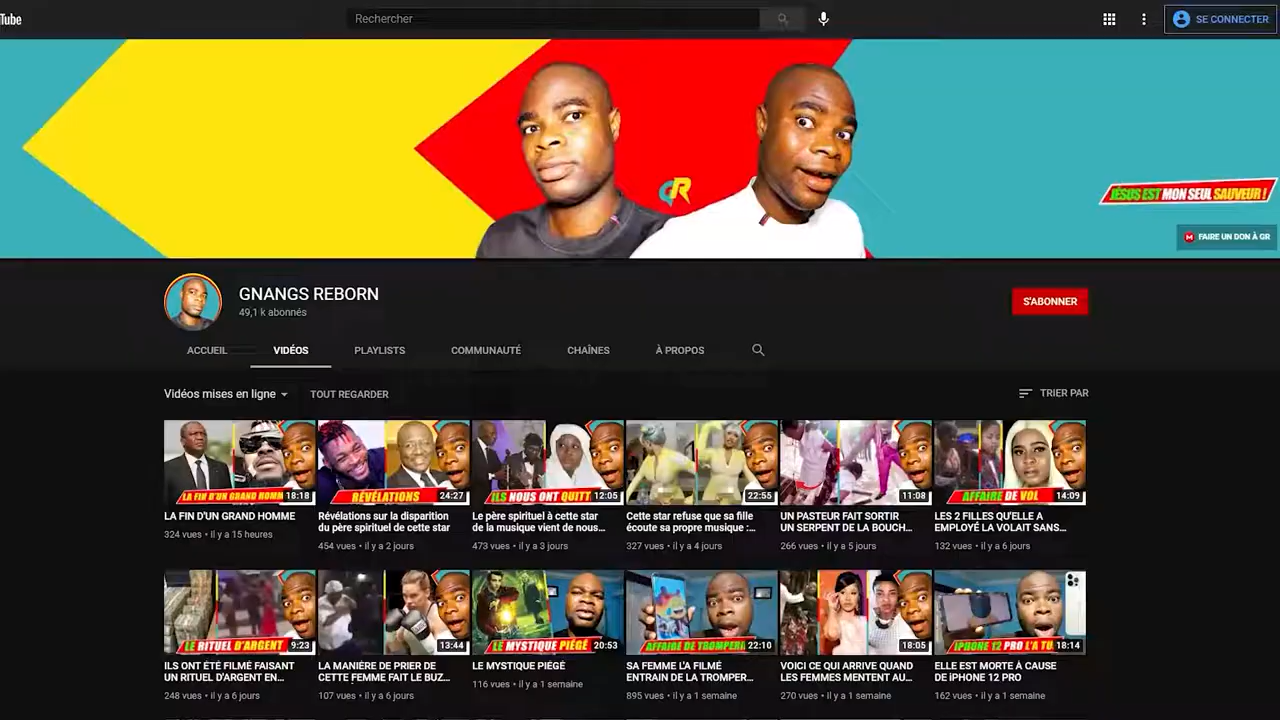 Tube
Rechercher
SE CONNECTER
GR
JÉSUS EST MON SEUL SAUVEUR !
FAIRE UN DON À GR
GNANGS REBORN
49,1 k abonnés
S'ABONNER
ACCUEIL
VIDÉOS
PLAYLISTS
COMMUNAUTÉ
CHAÎNES
À PROPOS
Vidéos mises en ligne
TOUT REGARDER
TRIER PAR
LA FIN D'UN GRAND HOMM
18:18
RÉVÉLATIONS
24:27
ILS NOUS ONT QUITT
12:05
22:55
11:08
AFFAIRE DE VOL
14:09
LA FIN D'UN GRAND HOMME
324 vues • il y a 15 heures
Révélations sur la disparition
du père spirituel de cette star
454 vues • il y a 2 jours
Le père spirituel à cette star
de la musique vient de nous...
473 vues • il y a 3 jours
Cette star refuse que sa fille
écoute sa propre musique :...
327 vues • il y a 4 jours
UN PASTEUR FAIT SORTIR
UN SERPENT DE LA BOUCH...
266 vues • il y a 5 jours
LES 2 FILLES QU'ELLE A
EMPLOYÉ LA VOLAIT SANS...
132 vues • il y a 6 jours
LE RITUEL D'ARGENT
9:23
13:44
LE MYSTIQUE PIÉGÉ
20:53
AFFAIRE DE TROMPERI
22:10
18:05
IPHONE 12 PRO L'A TU
18:14
ILS ONT ÉTÉ FILMÉ FAISANT
UN RITUEL D'ARGENT EN...
248 vues • il y a 6 jours
LA MANIÈRE DE PRIER DE
CETTE FEMME FAIT LE BUZ...
107 vues • il y a 6 jours
LE MYSTIQUE PIÉGÉ
116 vues • il y a 1 semaine
SA FEMME L'A FILMÉ
ENTRAIN DE LA TROMPER...
895 vues • il y a 1 semaine
VOICI CE QUI ARRIVE QUAND
LES FEMMES MENTENT AU...
270 vues • il y a 1 semaine
ELLE EST MORTE À CAUSE
DE iPHONE 12 PRO
162 vues • il y a 1 semaine